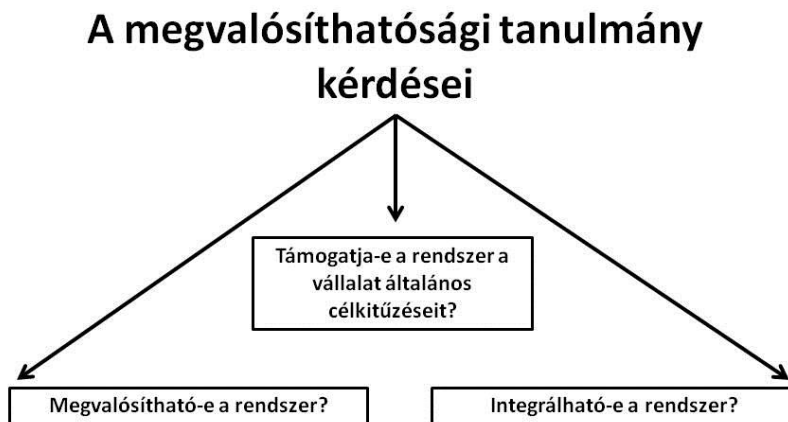 A megvalósíthatósági tanulmány
kérdései
Támogatja-e a rendszer a
vállalat általános
célkitűzéseit?
Megvalósítható-e a rendszer?
Integrálható-e a rendszer?